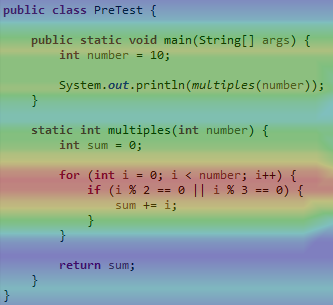 public class PreTest {
    public static void main(String[] args) {
        int number = 10;
        System.out.println(multiples(number));
    }
    static int multiples(int number) {
        int sum = 0;
        for (int i = 0; i < number; i++) {
            if (i % 2 == 0 || i % 3 == 0) {
                sum += i;
            }
        }
        return sum;
    }
}